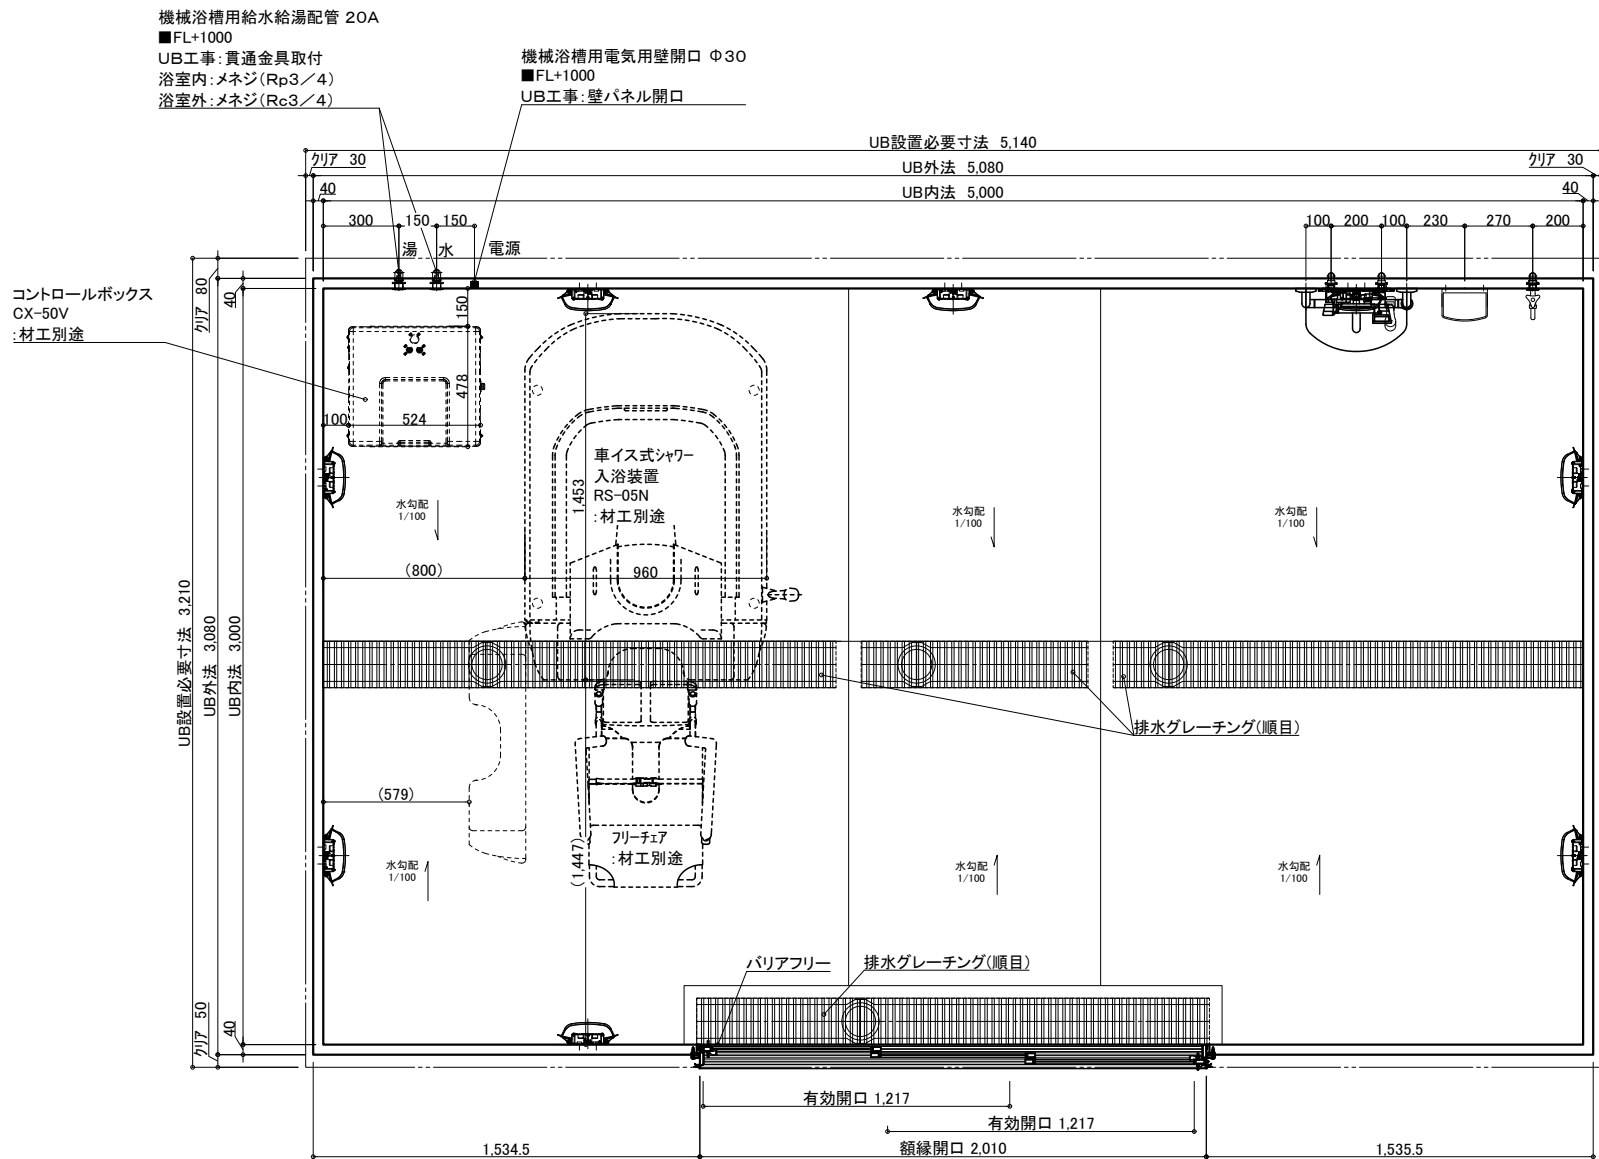 機械浴槽用給水給湯配管 20A
■FL+1000
UB工事:貫通金具取付
浴室内:メネジ(Rp3/4)
浴室外:メネジ(Rc3/4)
機械浴槽用電気用壁開口 Φ30
■FL+1000
UB工事:壁パネル開口
UB設置必要寸法 5,140
クリア 30
UB外法 5,080
クリア 30
40
UB内法 5,000
40
300
150
150
100
200
100
230
270
200
湯
水
電源
コントロールボックス
CX-50V
:材工別途
クリア 80
40
150
478
100
524
車イス式シャワー
入浴装置
RS-05N
:材工別途
1,453
水勾配
1/100
水勾配
1/100
水勾配
1/100
(800)
960
UB設置必要寸法 3,210
UB外法 3,080
UB内法 3,000
排水グレーチング(順目)
(579)
フリーチェア
:材工別途
(1,447)
水勾配
1/100
水勾配
1/100
水勾配
1/100
バリアフリー
排水グレーチング(順目)
クリア 50
40
有効開口 1,217
有効開口 1,217
1,534.5
額縁開口 2,010
1,535.5